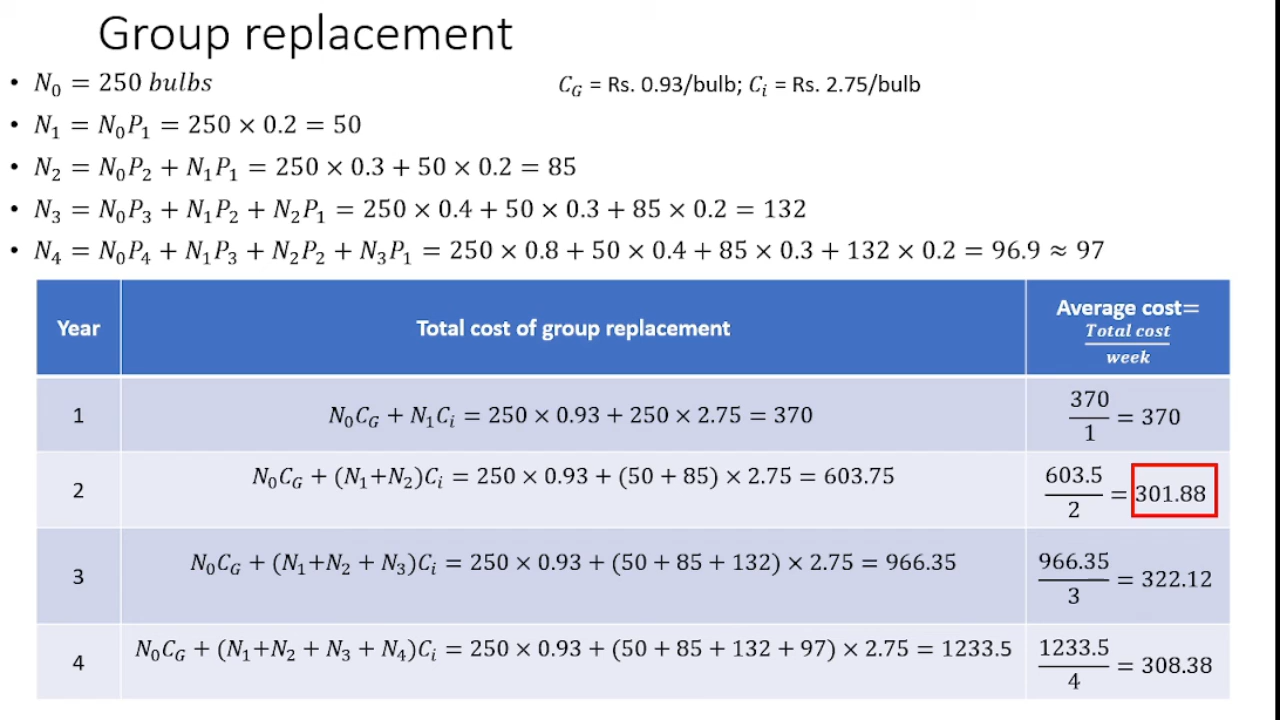 Group replacement
• N₀ = 250 bulbs
C_G = Rs. 0.93/bulb; C_i = Rs. 2.75/bulb
• N₁ = N₀P₁ = 250 × 0.2 = 50
• N₂ = N₀P₂ + N₁P₁ = 250 × 0.3 + 50 × 0.2 = 85
• N₃ = N₀P₃ + N₁P₂ + N₂P₁ = 250 × 0.4 + 50 × 0.3 + 85 × 0.2 = 132
• N₄ = N₀P₄ + N₁P₃ + N₂P₂ + N₃P₁ = 250 × 0.8 + 50 × 0.4 + 85 × 0.3 + 132 × 0.2 = 96.9 ≈ 97
Year
Total cost of group replacement
Average cost=
Total cost
week
1
N₀C_G + N₁C_i = 250 × 0.93 + 250 × 2.75 = 370
370
1
= 370
2
N₀C_G + (N₁+N₂)C_i = 250 × 0.93 + (50 + 85) × 2.75 = 603.75
603.5
2
= 301.88
3
N₀C_G + (N₁+N₂ + N₃)C_i = 250 × 0.93 + (50 + 85 + 132) × 2.75 = 966.35
966.35
3
= 322.12
4
N₀C_G + (N₁+N₂ + N₃ + N₄)C_i = 250 × 0.93 + (50 + 85 + 132 + 97) × 2.75 = 1233.5
1233.5
4
= 308.38